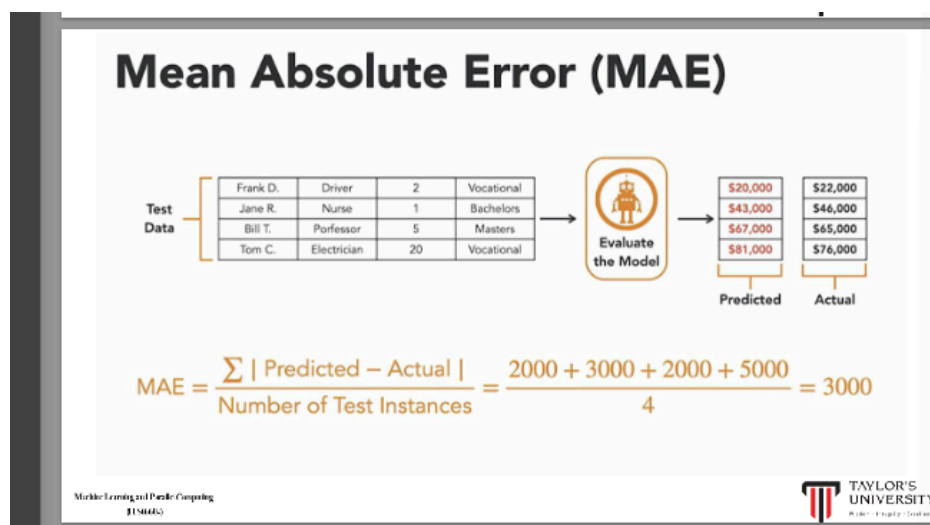 Mean Absolute Error (MAE)
Test
Data
Frank D. Driver 2 Vocational
Jane R. Nurse 1 Bachelors
Bill T. Porfessor 5 Masters
Tom C. Electrician 20 Vocational
Evaluate
the Model
$20,000 $22,000
$43,000 $46,000
$67,000 $65,000
$81,000 $76,000
Predicted Actual
MAE = ∑ | Predicted − Actual | / Number of Test Instances = 2000 + 3000 + 2000 + 5000 / 4 = 3000
Machine Learning and Parallel Computing
TAYLOR'S
UNIVERSITY